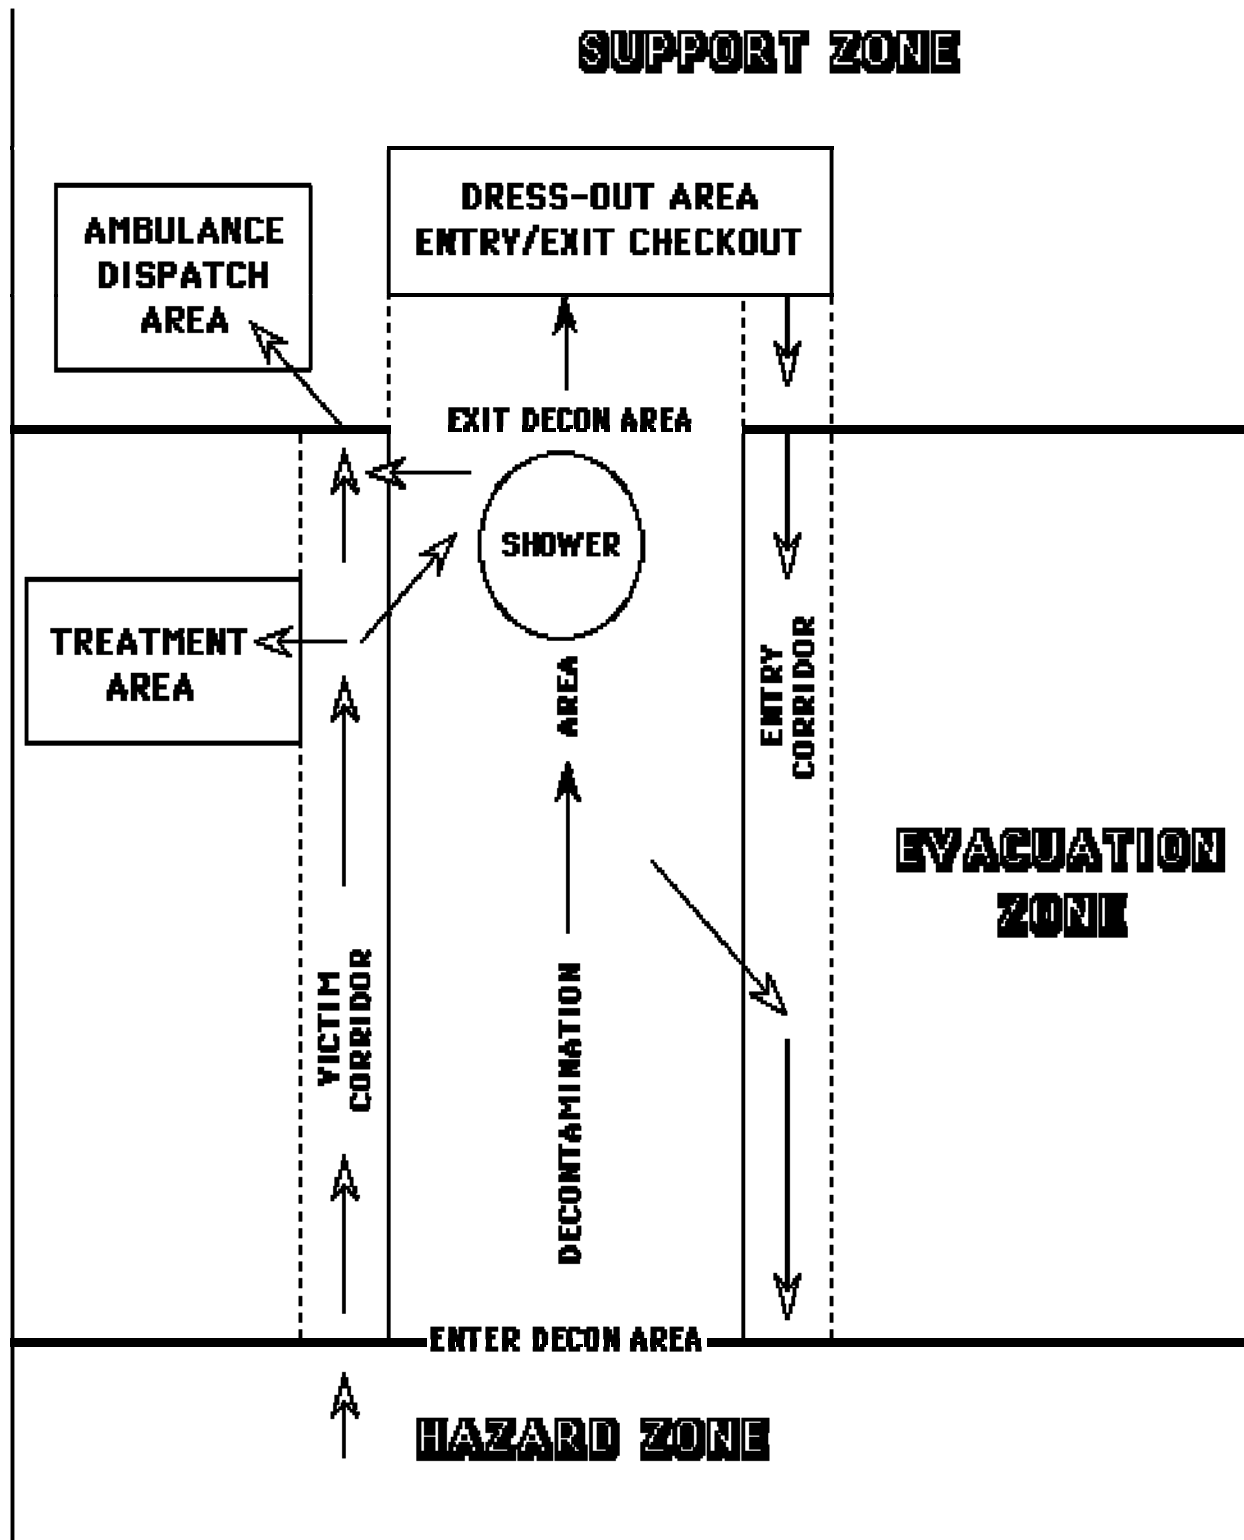 SUPPORT ZONE
DRESS-OUT AREA
ENTRY/EXIT CHECKOUT
AMBULANCE
DISPATCH
AREA
EXIT DECON AREA
SHOWER
TREATMENT
AREA
AREA
ENTRY
CORRIDOR
EVACUATION
ZONE
VICTIM
CORRIDOR
DECONTAMINATION
ENTER DECON AREA
HAZARD ZONE